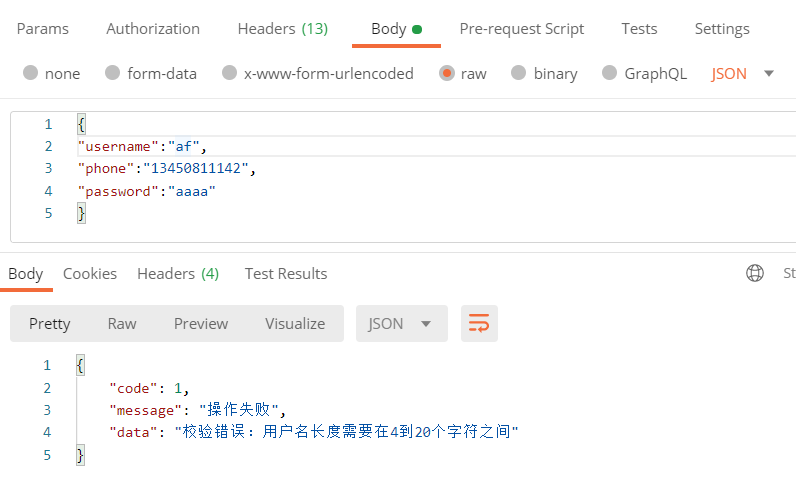 Params Authorization Headers (13) Body Pre-request Script Tests Settings
none form-data x-www-form-urlencoded raw binary GraphQL JSON
1 {
2 "username":"af",
3 "phone":"13450811142",
4 "password":"aaaa"
5 }
Body Cookies Headers (4) Test Results St
Pretty Raw Preview Visualize JSON
1 {
2 "code": 1,
3 "message": "操作失败",
4 "data": "校验错误：用户名长度需要在4到20个字符之间"
5 }